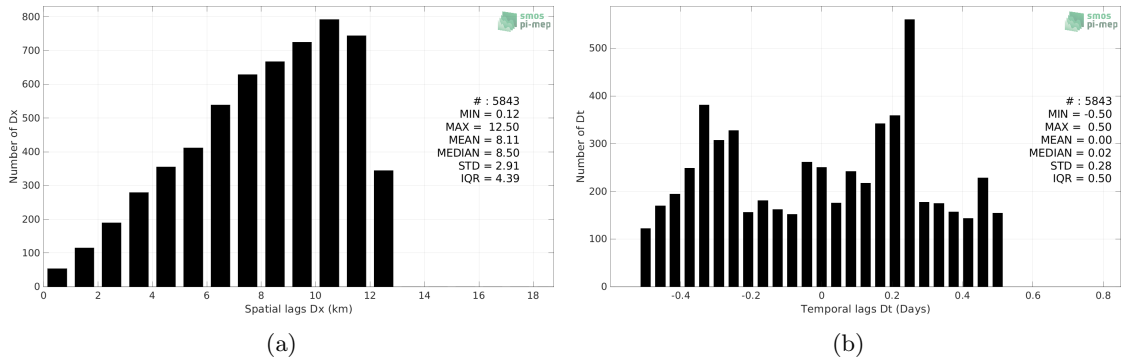 smos
pi-mep
800
700
600
500
400
300
200
100
0
Number of Dx
# : 5843
MIN = 0.12
MAX = 12.50
MEAN = 8.11
MEDIAN = 8.50
STD = 2.91
IQR = 4.39
0 2 4 6 8 10 12 14 16 18
Spatial lags Dx (km)
(a)
smos
pi-mep
500
400
300
200
100
0
Number of Dt
# : 5843
MIN = -0.50
MAX = 0.50
MEAN = 0.00
MEDIAN = 0.02
STD = 0.28
IQR = 0.50
-0.4 -0.2 0 0.2 0.4 0.6 0.8
Temporal lags Dt (Days)
(b)